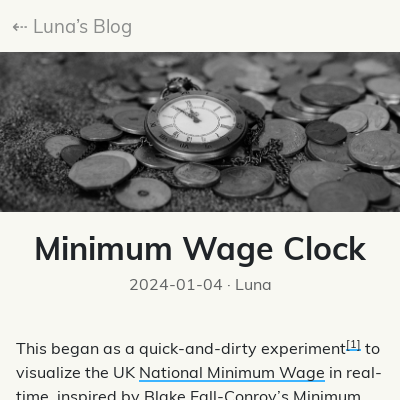 ⇠ Luna’s Blog
Minimum Wage Clock
2024-01-04 · Luna
This began as a quick-and-dirty experiment[1] to
visualize the UK National Minimum Wage in real-
time, inspired by Blake Fall-Conroy’s Minimum